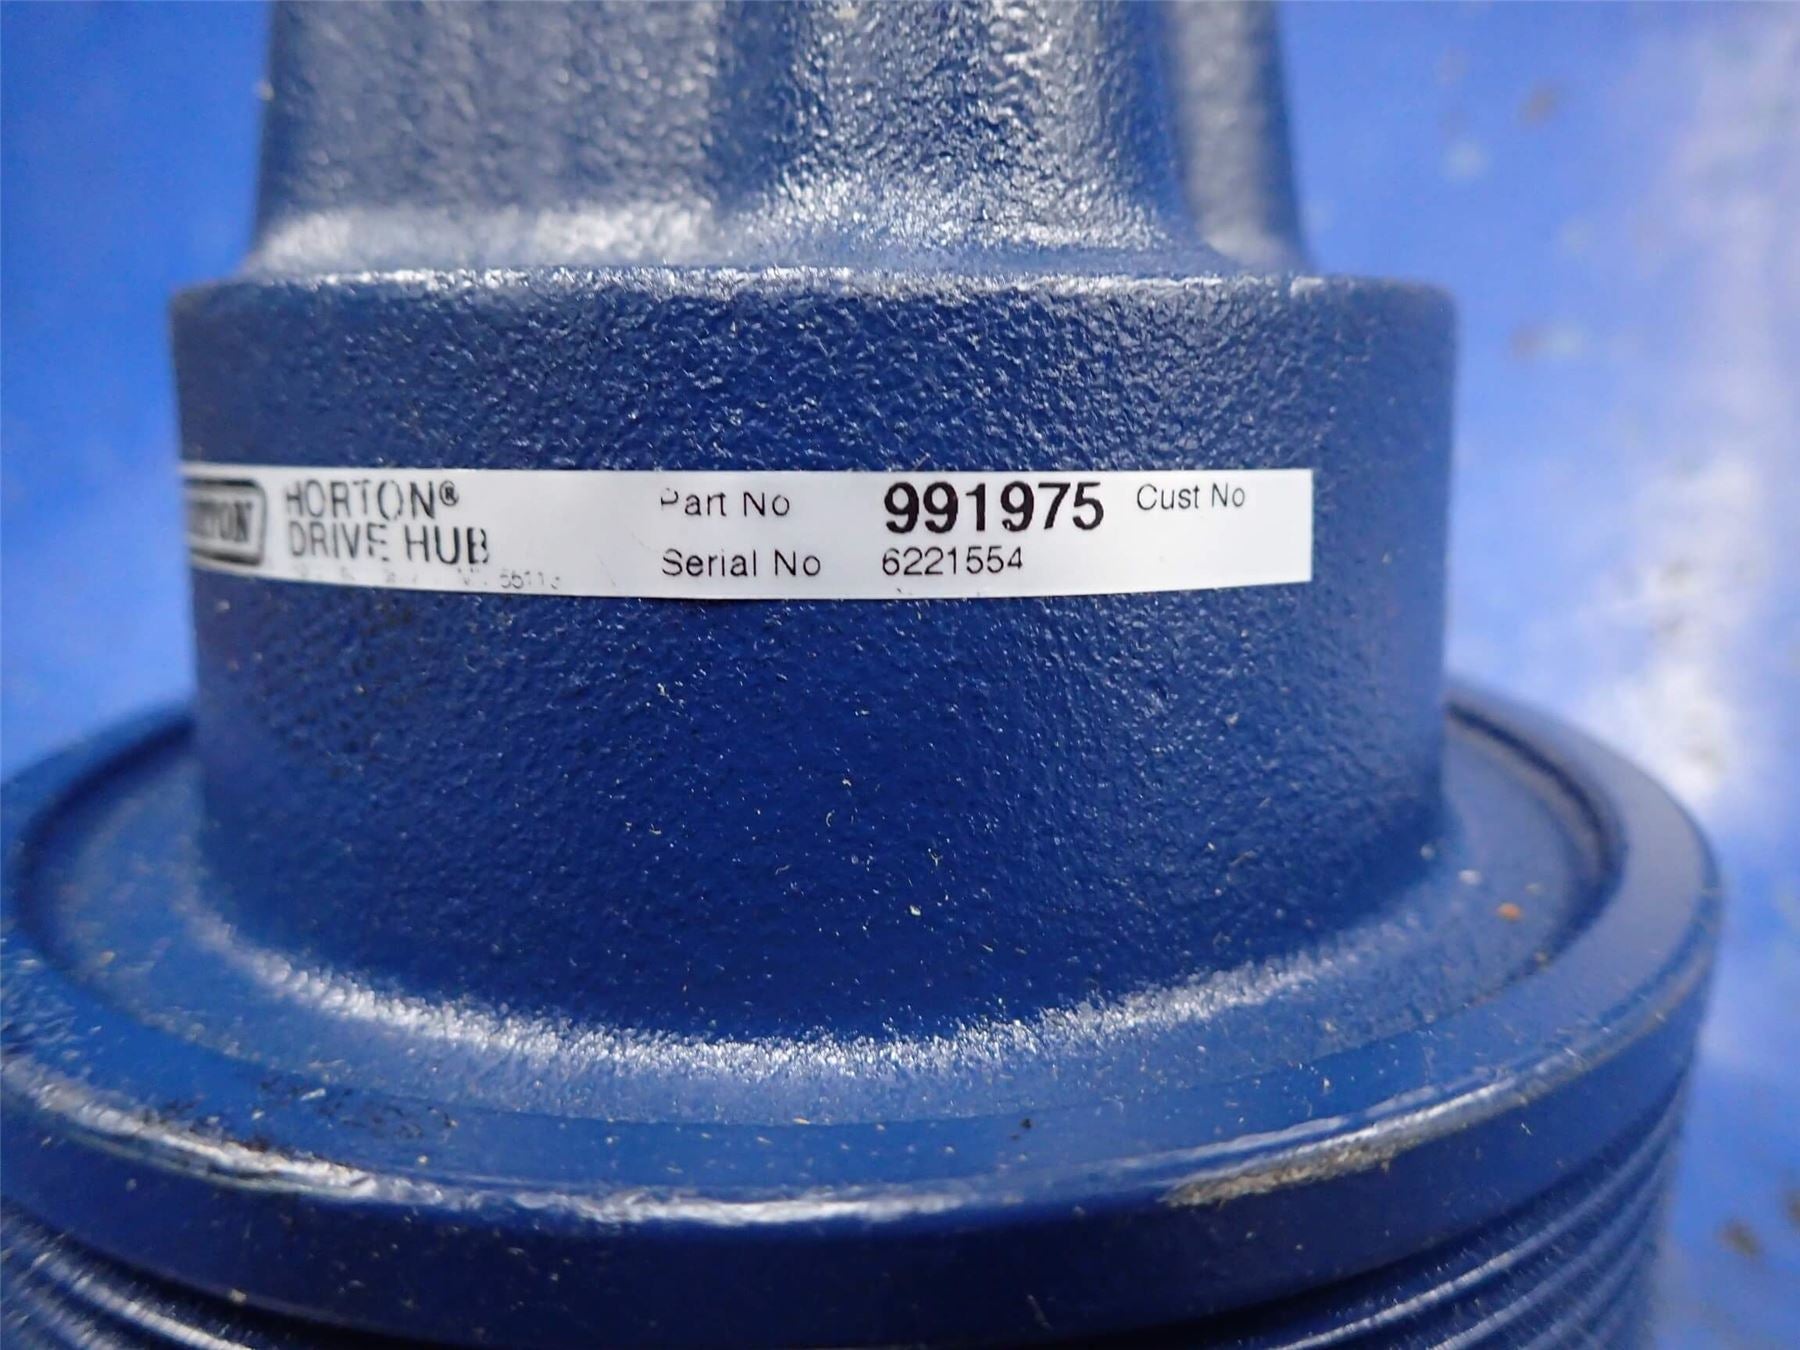 HORTON®
DRIVE HUB
Part No 991975 Cust No
Serial No 6221554